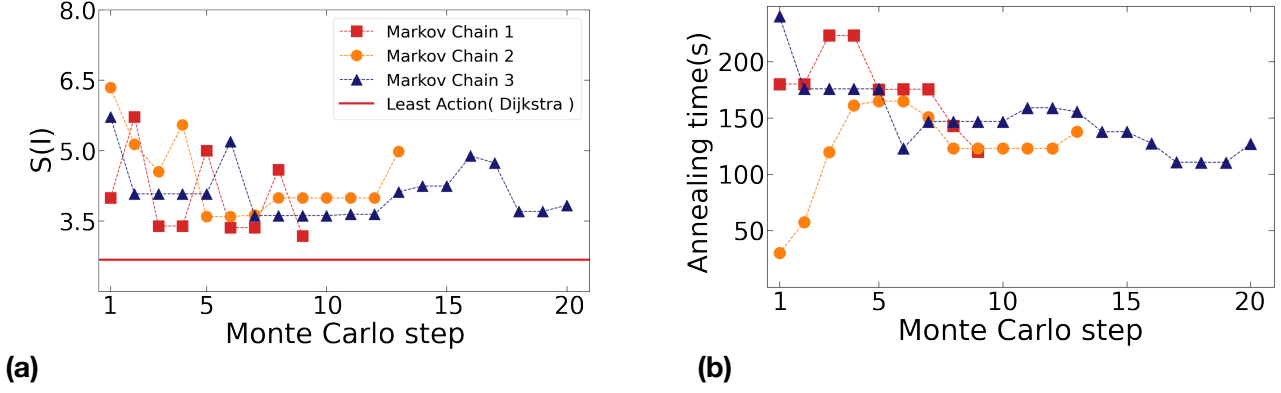 8.0
6.5
5.0
3.5
S(I)
Markov Chain 1
Markov Chain 2
Markov Chain 3
Least Action( Dijkstra )
1 5 10 15 20
Monte Carlo step
(a)
200
150
100
50
Annealing time(s)
1 5 10 15 20
Monte Carlo step
(b)